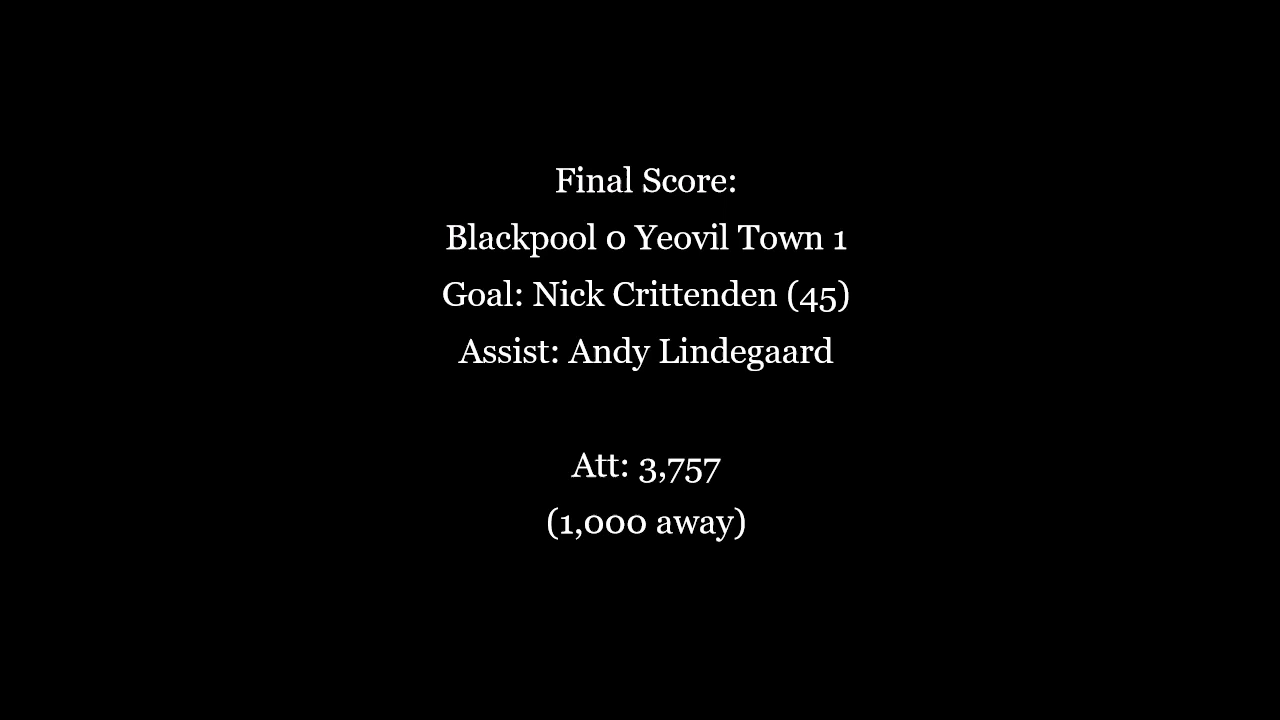 Final Score:
Blackpool 0 Yeovil Town 1
Goal: Nick Crittenden (45)
Assist: Andy Lindegaard
Att: 3,757
(1,000 away)